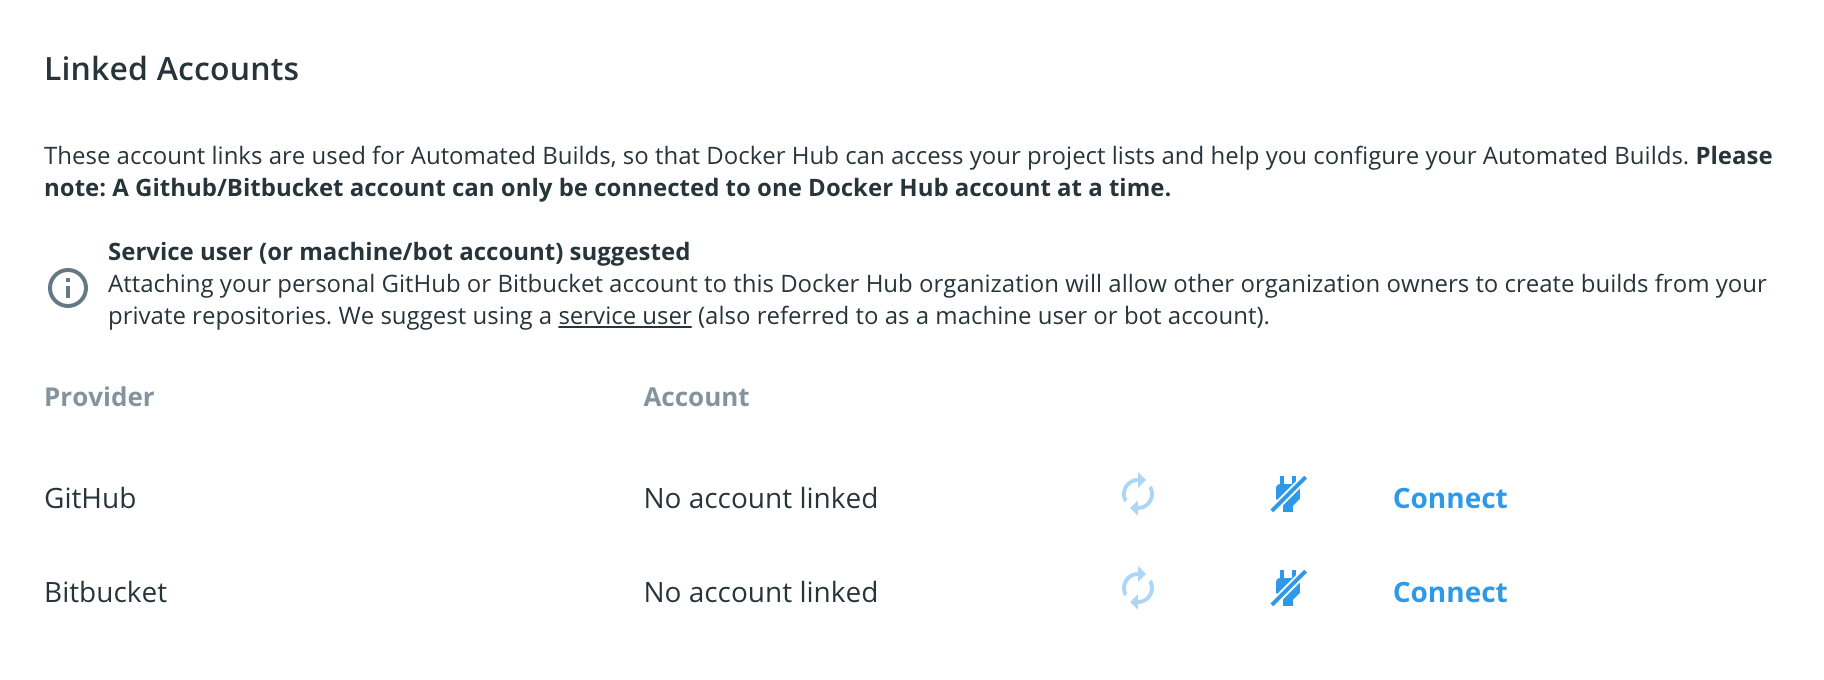 Linked Accounts
These account links are used for Automated Builds, so that Docker Hub can access your project lists and help you configure your Automated Builds. Please
note: A Github/Bitbucket account can only be connected to one Docker Hub account at a time.
Service user (or machine/bot account) suggested
Attaching your personal GitHub or Bitbucket account to this Docker Hub organization will allow other organization owners to create builds from your
private repositories. We suggest using a service user (also referred to as a machine user or bot account).
Provider Account
GitHub No account linked Connect
Bitbucket No account linked Connect